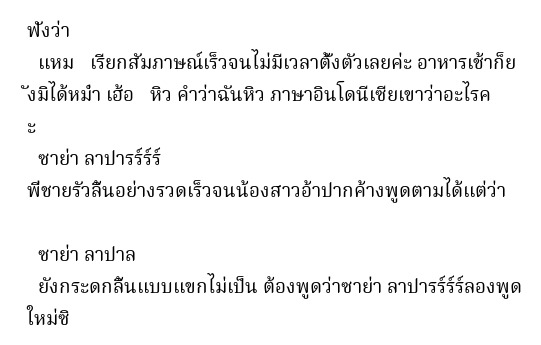 ฟังว่า
แหม   เรียกสัมภาษณ์เร็วจนไม่มีเวลาตั้งตัวเลยค่ะ อาหารเช้าก็ย
ังมิได้หม่ำ เฮ้อ   หิว คำว่าฉันหิว ภาษาอินโดนีเซียเขาว่าอะไรค
ะ
ซาย่า ลาปารร์ร์ร์
พี่ชายรัวลิ้นอย่างรวดเร็วจนน้องสาวอ้าปากค้างพูดตามได้แต่ว่า
ซาย่า ลาปาล
ยังกระดกลิ้นแบบแขกไม่เป็น ต้องพูดว่าซาย่า ลาปารร์ร์ร์ลองพูด
ใหม่ซิ